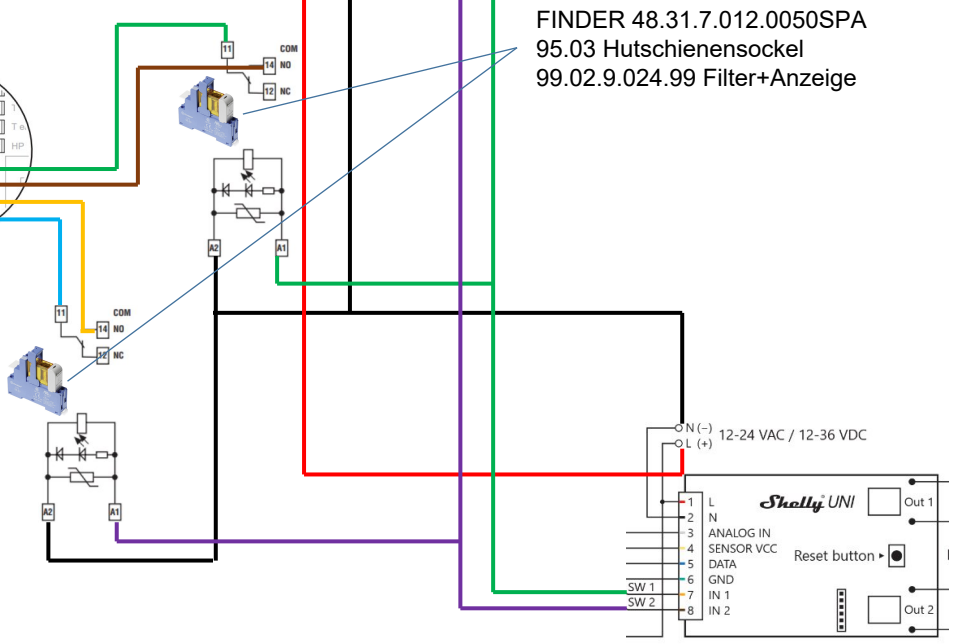 FINDER 48.31.7.012.0050SPA
95.03 Hutschienensockel
99.02.9.024.99 Filter+Anzeige
11
COM
14 NO
12 NC
1
T e
HP
A2
A1
11
COM
14 NO
12 NC
A2
A1
N (−)
L (+)
12-24 VAC / 12-36 VDC
Shelly UNI
Out 1
Reset button
Out 2
1 L
2 N
3 ANALOG IN
4 SENSOR VCC
5 DATA
6 GND
SW 1
7 IN 1
SW 2
8 IN 2